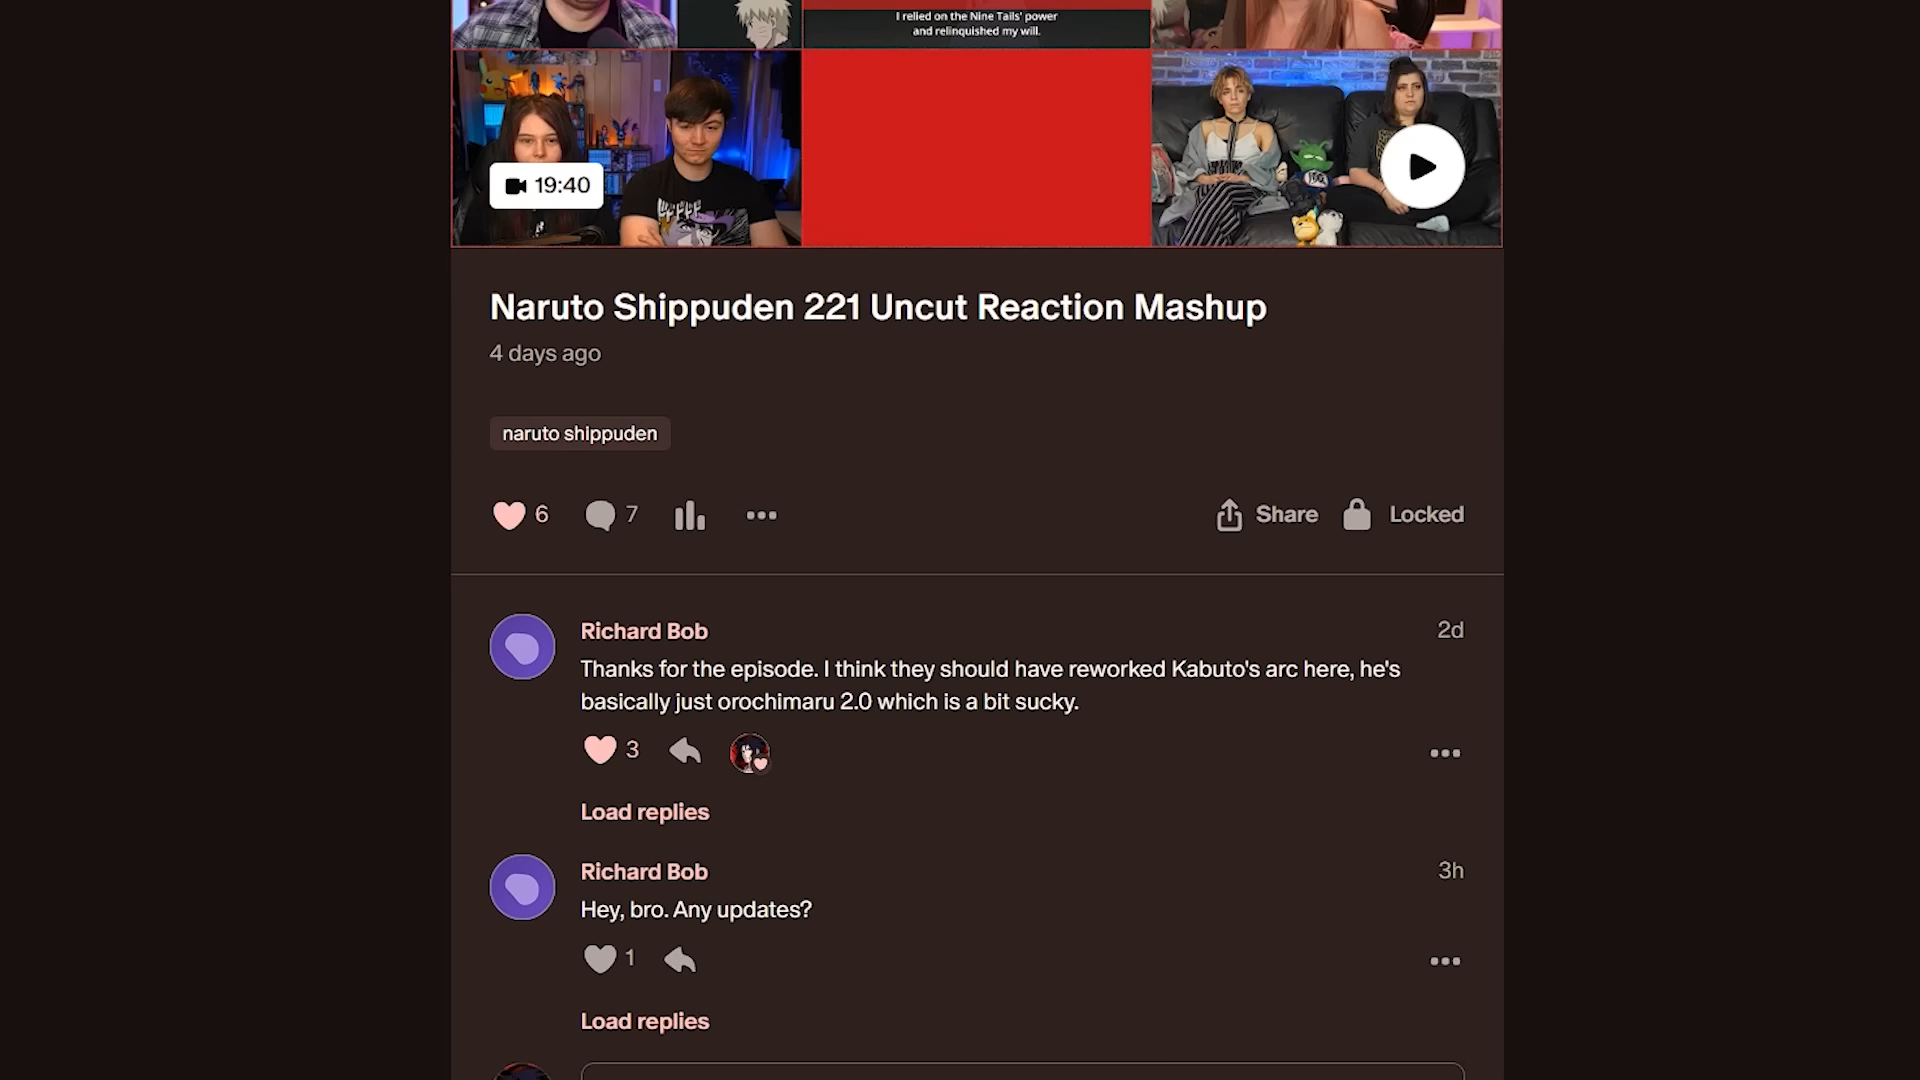 I relied on the Nine Tails' power
and relinquished my will.
19:40
Naruto Shippuden 221 Uncut Reaction Mashup
4 days ago
naruto shippuden
6
7
Share
Locked
Richard Bob
2d
Thanks for the episode. I think they should have reworked Kabuto's arc here, he's
basically just orochimaru 2.0 which is a bit sucky.
3
Load replies
Richard Bob
3h
Hey, bro. Any updates?
1
Load replies